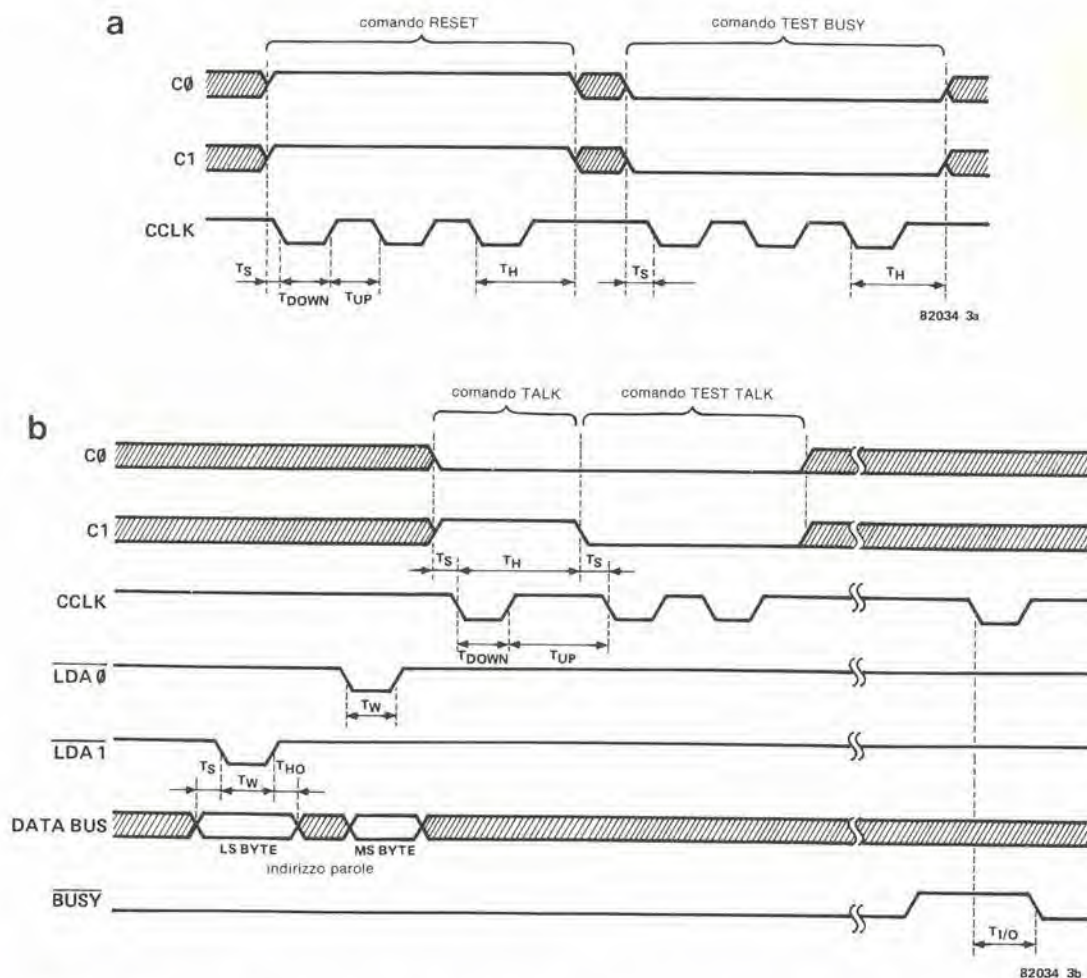 a
comando RESET
comando TEST BUSY
CØ
C1
CCLK
TS
TDOWN
TUP
TH
TS
TH
82034 3a
b
comando TALK
comando TEST TALK
CØ
C1
TS
TH
TS
CCLK
TDOWN
TUP
LDA Ø
TW
LDA 1
TS
TW
THO
DATA BUS
LS BYTE
MS BYTE
indirizzo parole
BUSY
TI/O
82034 3b